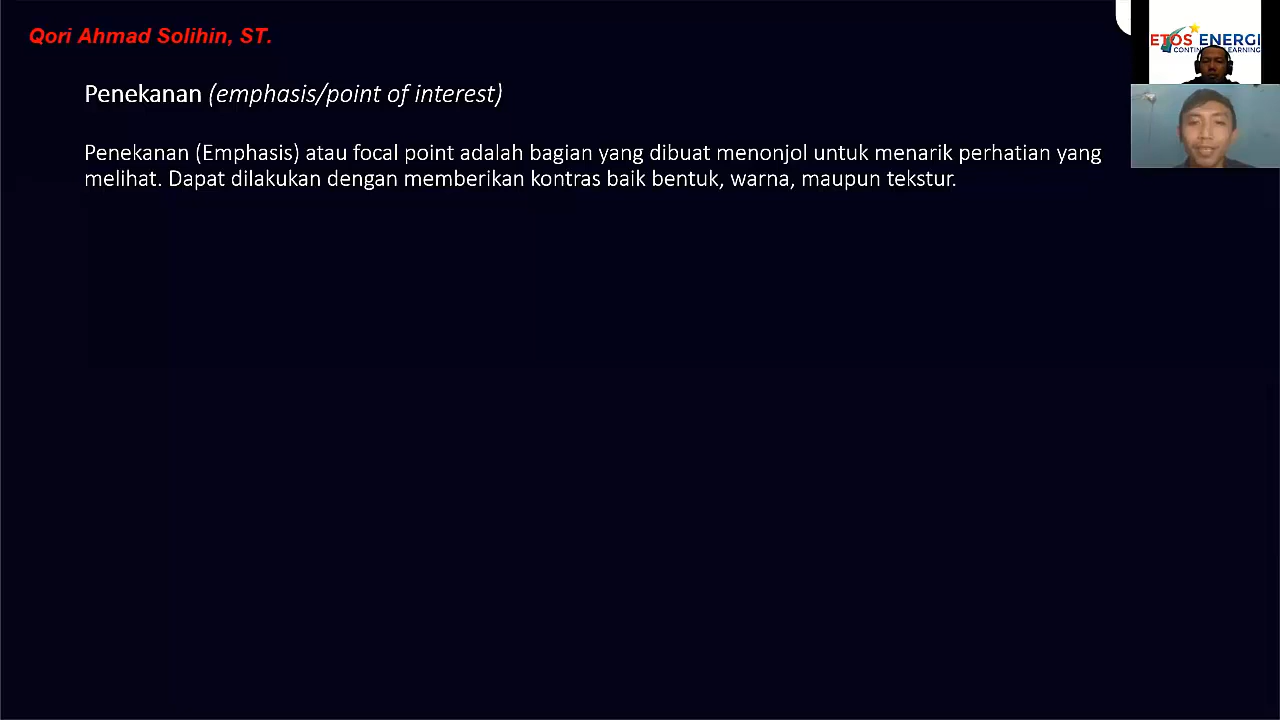 Qori Ahmad Solihin, ST.
ETOS ENERGI
Penekanan (emphasis/point of interest)
Penekanan (Emphasis) atau focal point adalah bagian yang dibuat menonjol untuk menarik perhatian yang
melihat. Dapat dilakukan dengan memberikan kontras baik bentuk, warna, maupun tekstur.